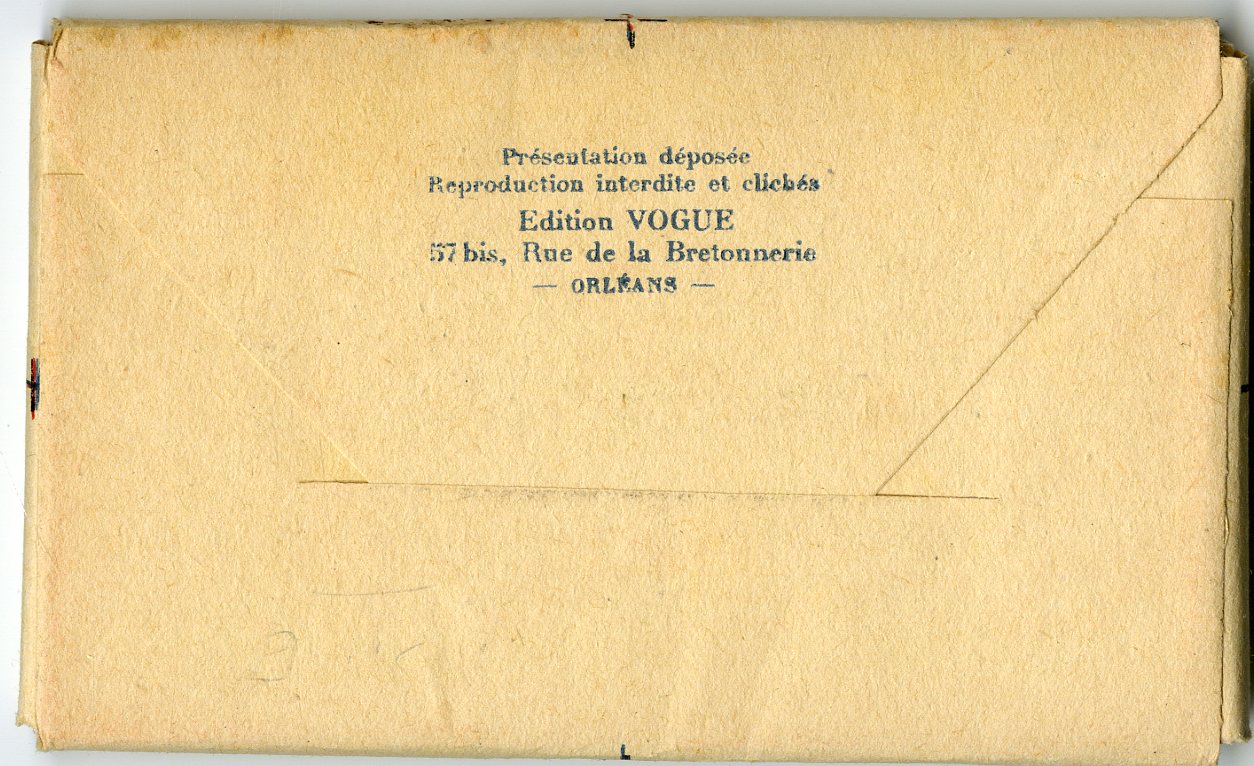 Présentation déposée
Reproduction interdite et clichés
Edition VOGUE
57 bis, Rue de la Bretonnerie
— ORLÉANS —